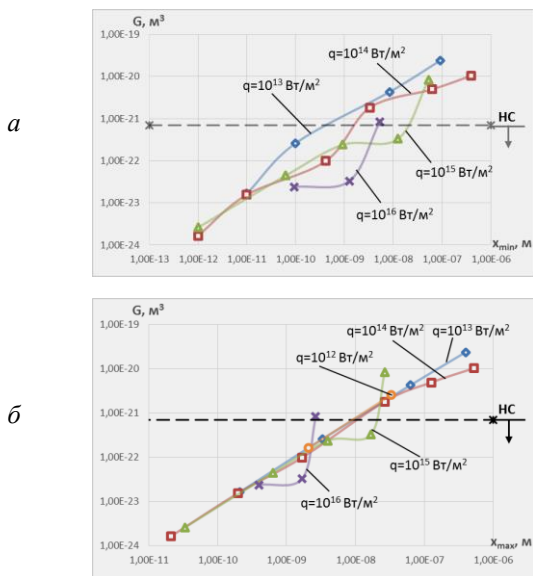 а
G, м³
1,00E-19
1,00E-20
1,00E-21
1,00E-22
1,00E-23
1,00E-24
q=10¹³ Вт/м²
q=10¹⁴ Вт/м²
q=10¹⁵ Вт/м²
q=10¹⁶ Вт/м²
НС
xmin, м
1,00E-13 1,00E-12 1,00E-11 1,00E-10 1,00E-09 1,00E-08 1,00E-07 1,00E-06
б
G, м³
1,00E-19
1,00E-20
1,00E-21
1,00E-22
1,00E-23
1,00E-24
q=10¹⁴ Вт/м² q=10¹³ Вт/м²
q=10¹² Вт/м²
НС
q=10¹⁵ Вт/м²
q=10¹⁶ Вт/м²
xmax, м
1,00E-11 1,00E-10 1,00E-09 1,00E-08 1,00E-07 1,00E-06